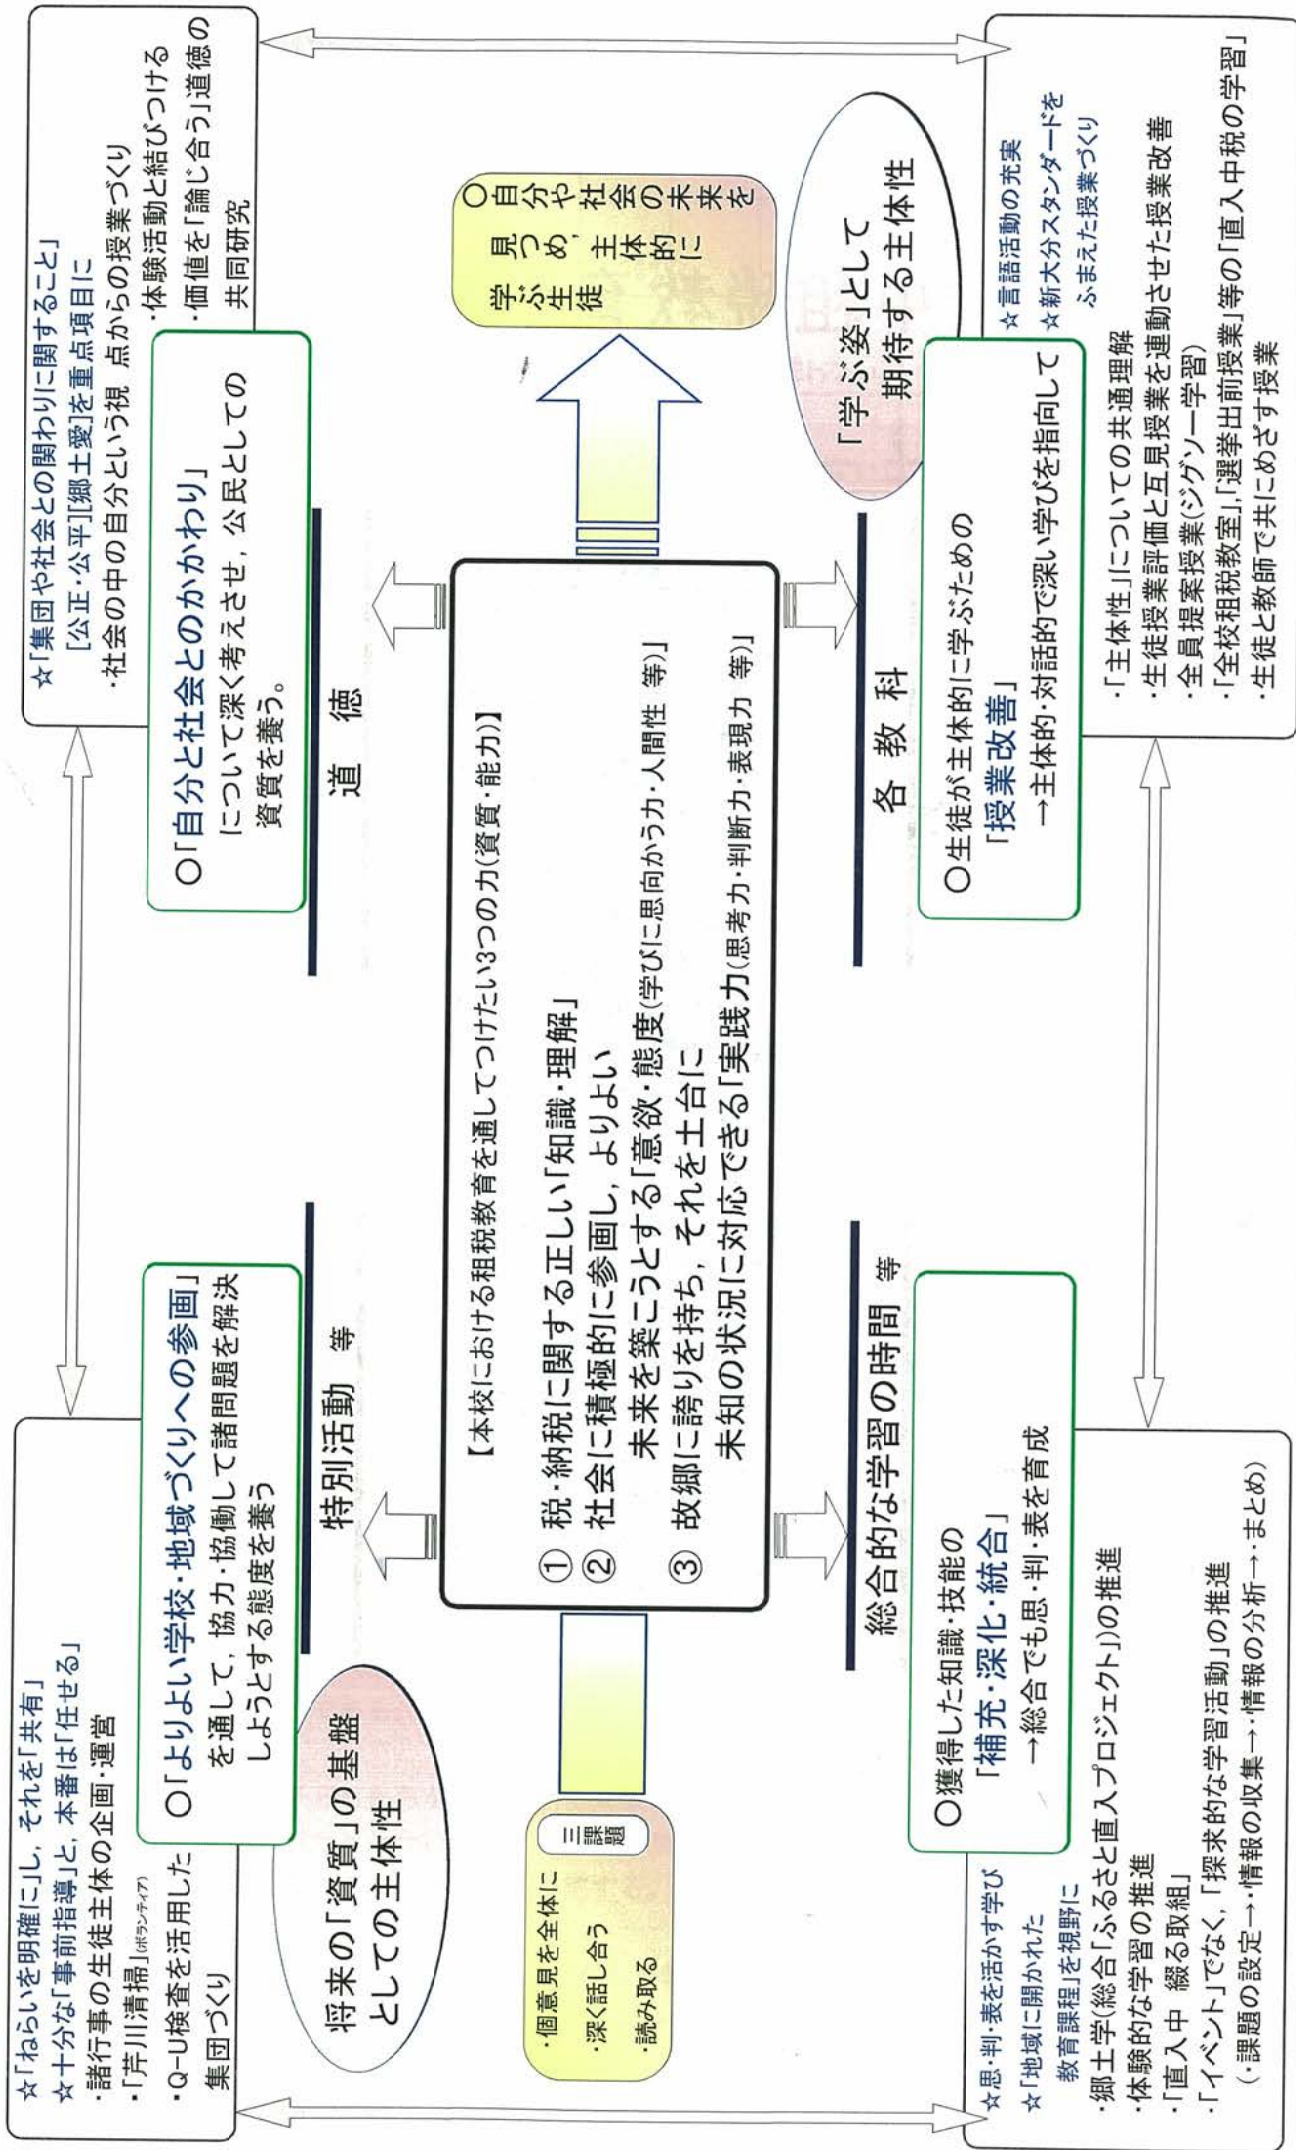 ☆「ねらいを明確に」し，それを「共有」
☆十分な「事前指導」と，本番は「任せる」
・諸行事の生徒主体の企画・運営
・「芹川清掃」(ボランティア)
・Q-U検査を活用した
集団づくり
〇「よりよい学校・地域づくりへの参画」
を通して，協力・協働して諸問題を解決
しようとする態度を養う
特別活動 等
将来の「資質」の基盤
としての主体性
☆「集団や社会との関わりに関すること」
[公正・公平][郷土愛]を重点項目に
・社会の中の自分という視 点からの授業づくり
・体験活動と結びつける
・価値を「論じ合う」道徳の
共同研究
〇「自分と社会とのかかわり」
について深く考えさせ，公民としての
資質を養う。
道 徳
・個意見を全体に
・深く話し合う
・読み取る
三課題
【本校における租税教育を通してつけたい3つの力(資質・能力)】
① 税・納税に関する正しい「知識・理解」
② 社会に積極的に参画し，よりよい
未来を築こうとする「意欲・態度(学びに思向かう力・人間性 等)」
③ 故郷に誇りを持ち，それを土台に
未知の状況に対応できる「実践力(思考力・判断力・表現力 等)」
〇自分や社会の未来を
見つめ，主体的に
学ぶ生徒
総合的な学習の時間 等
〇獲得した知識・技能の
「補充・深化・統合」
→総合でも思・判・表を育成
☆思・判・表を活かす学び
☆「地域に開かれた
教育課程」を視野に
・郷土学(総合「ふるさと直入プロジェクト」)の推進
・体験的な学習の推進
・「直入中 綴る取組」
・「イベント」でなく，「探求的な学習活動」の推進
(・課題の設定→・情報の収集→・情報の分析→・まとめ)
「学ぶ姿」として
期待する主体性
各 教 科
〇生徒が主体的に学ぶための
「授業改善」
→主体的・対話的で深い学びを指向して
☆言語活動の充実
☆新大分スタンダードを
ふまえた授業づくり
・「主体性」についての共通理解
・生徒授業評価と互見授業を連動させた授業改善
・全員提案授業(ジグソー学習)
・「全校租税教室」，「選挙出前授業」等の「直入中税の学習」
・生徒と教師で共にめざす授業